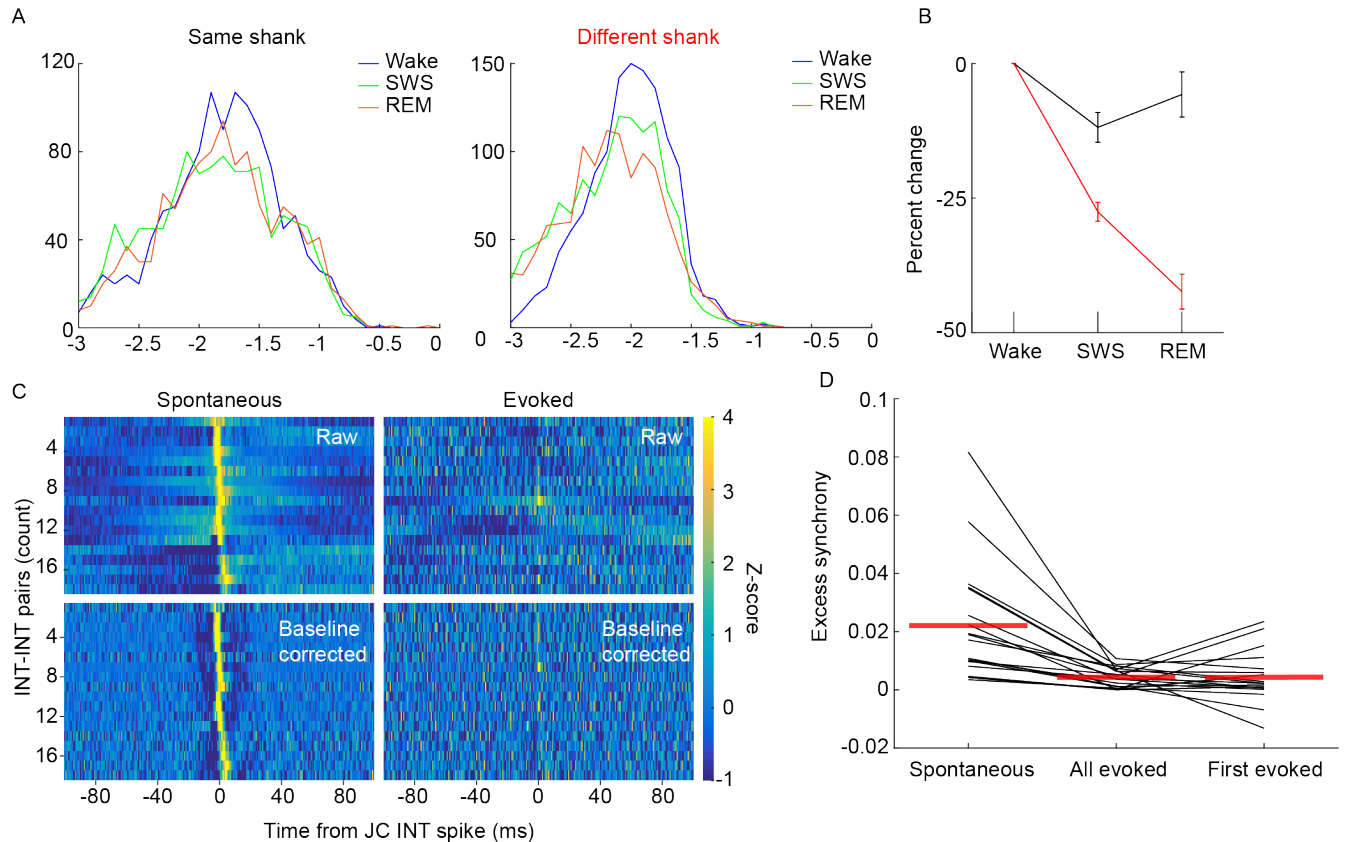 A
Same shank
Wake
SWS
REM
120
80
40
0
-3
-2.5
-2
-1.5
-1
-0.5
0
Different shank
Wake
SWS
REM
150
100
50
0
-3
-2.5
-2
-1.5
-1
-0.5
0
B
Percent change
0
-25
-50
Wake
SWS
REM
C
Spontaneous
Evoked
INT-INT pairs (count)
4
8
12
16
Raw
Raw
4
8
12
16
Baseline
corrected
Baseline
corrected
-80
-40
0
40
80
-80
-40
0
40
80
Time from JC INT spike (ms)
4
3
2
1
0
-1
Z-score
D
Excess synchrony
0.1
0.08
0.06
0.04
0.02
0
-0.02
Spontaneous
All evoked
First evoked